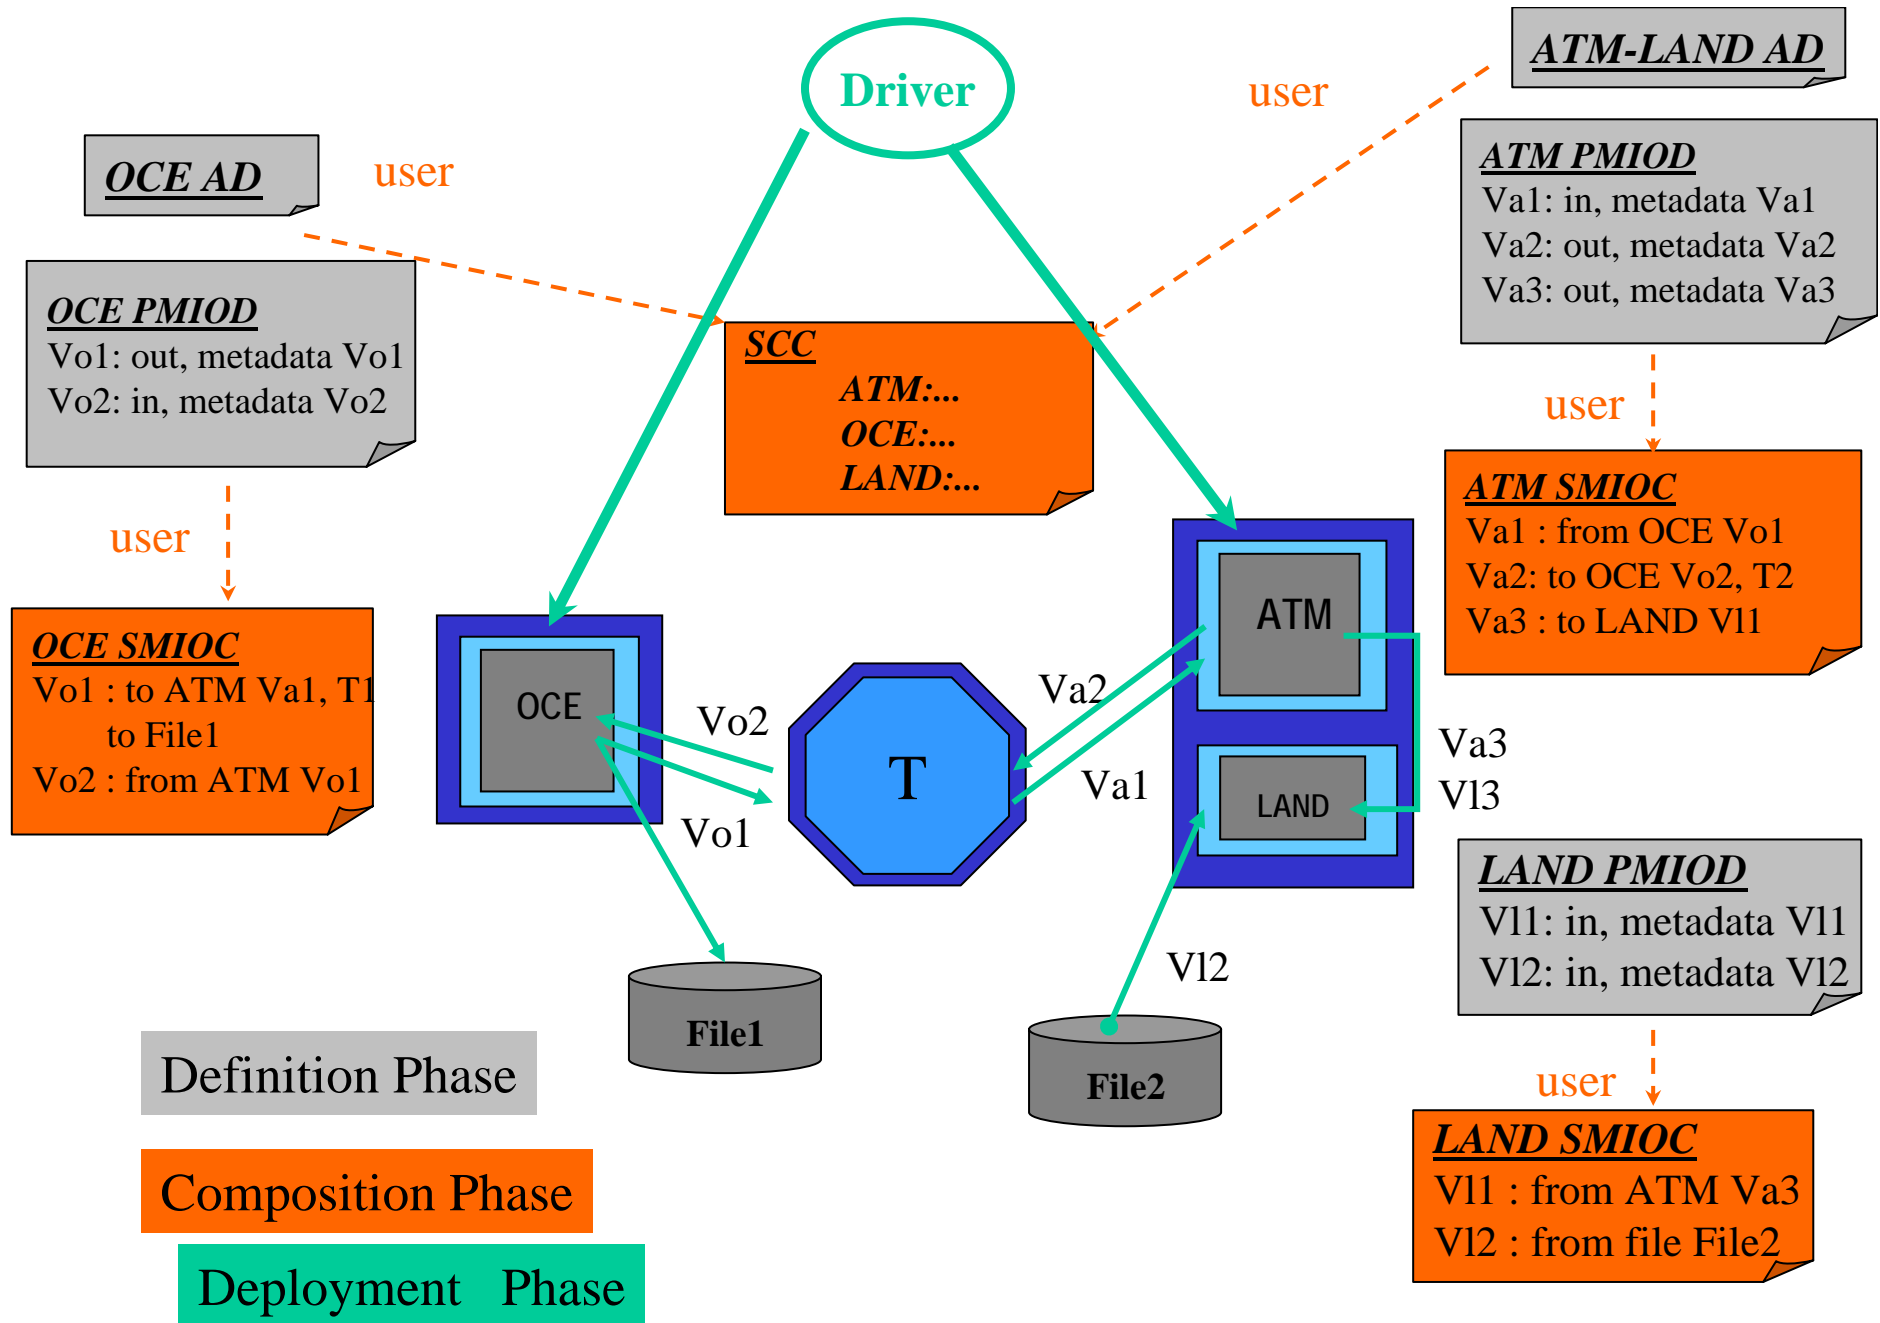 Driver
ATM-LAND AD
user
user
OCE AD
ATM PMIOD
Va1: in, metadata Va1
Va2: out, metadata Va2
Va3: out, metadata Va3
OCE PMIOD
Vo1: out, metadata Vo1
Vo2: in, metadata Vo2
SCC
ATM:...
OCE:...
LAND:...
user
user
ATM SMIOC
Va1 : from OCE Vo1
Va2: to OCE Vo2, T2
Va3 : to LAND Vl1
OCE SMIOC
Vo1 : to ATM Va1, T1
to File1
Vo2 : from ATM Vo1
OCE
ATM
Vo2
Va2
T
Va3
Vl3
Va1
LAND
Vo1
LAND PMIOD
Vl1: in, metadata Vl1
Vl2: in, metadata Vl2
Vl2
File1
File2
Definition Phase
user
Composition Phase
LAND SMIOC
Vl1 : from ATM Va3
Vl2 : from file File2
Deployment Phase